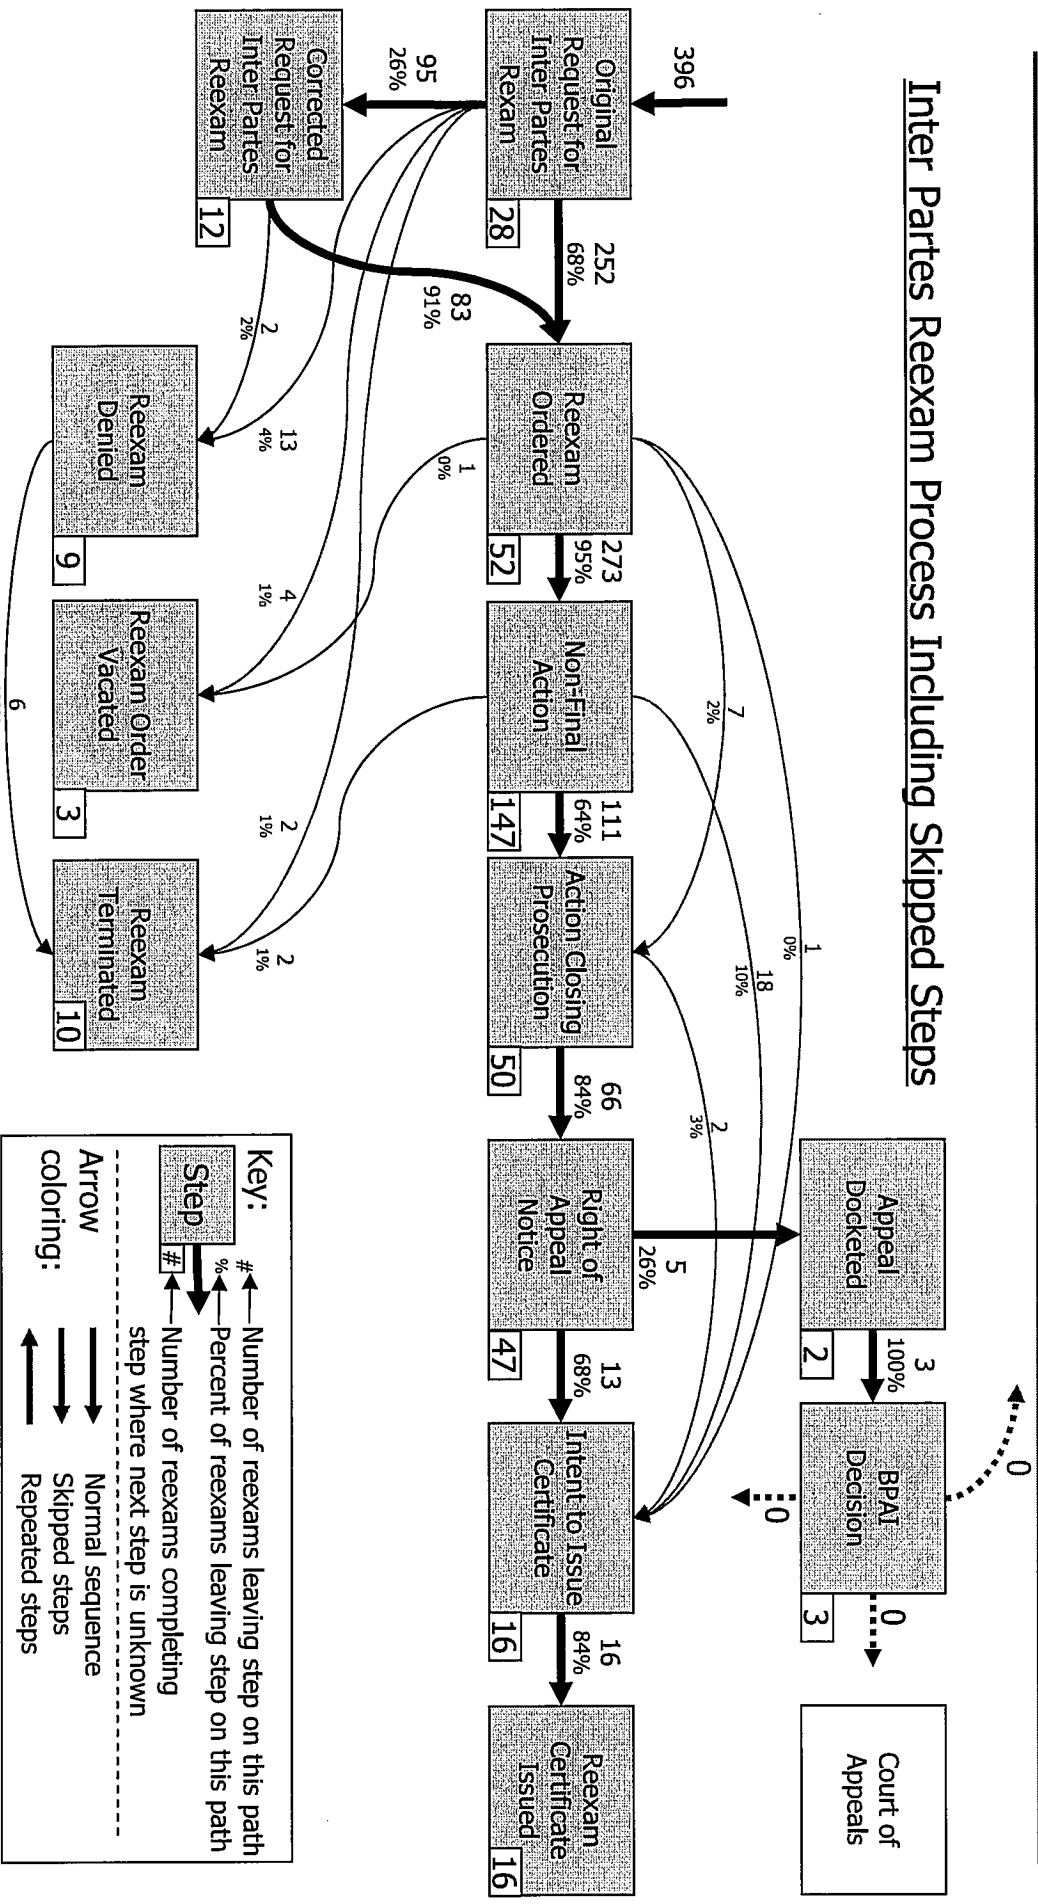 Inter Partes Reexam Process Including Skipped Steps
396
Original
Request for
Inter Partes
Rexam
28
252
68%
95
26%
Corrected
Request for
Inter Partes
Reexam
12
83
91%
2
2%
13
4%
4
1%
2
1%
Reexam
Ordered
52
273
95%
1
0%
7
2%
1
0%
Non-Final
Action
147
111
64%
18
10%
2
1%
Action Closing
Prosecution
50
66
84%
2
3%
Right of
Appeal
Notice
47
5
26%
13
68%
Appeal
Docketed
2
3
100%
BPAI
Decision
3
0
0
0
Court of
Appeals
Intent to Issue
Certificate
16
16
84%
Reexam
Certificate
Issued
16
Reexam
Denied
9
6
Reexam Order
Vacated
3
Reexam
Terminated
10
Key:
# Number of reexams leaving step on this path
% Percent of reexams leaving step on this path
Step
# Number of reexams completing
step where next step is unknown
Arrow
coloring:
Normal sequence
Skipped steps
Repeated steps